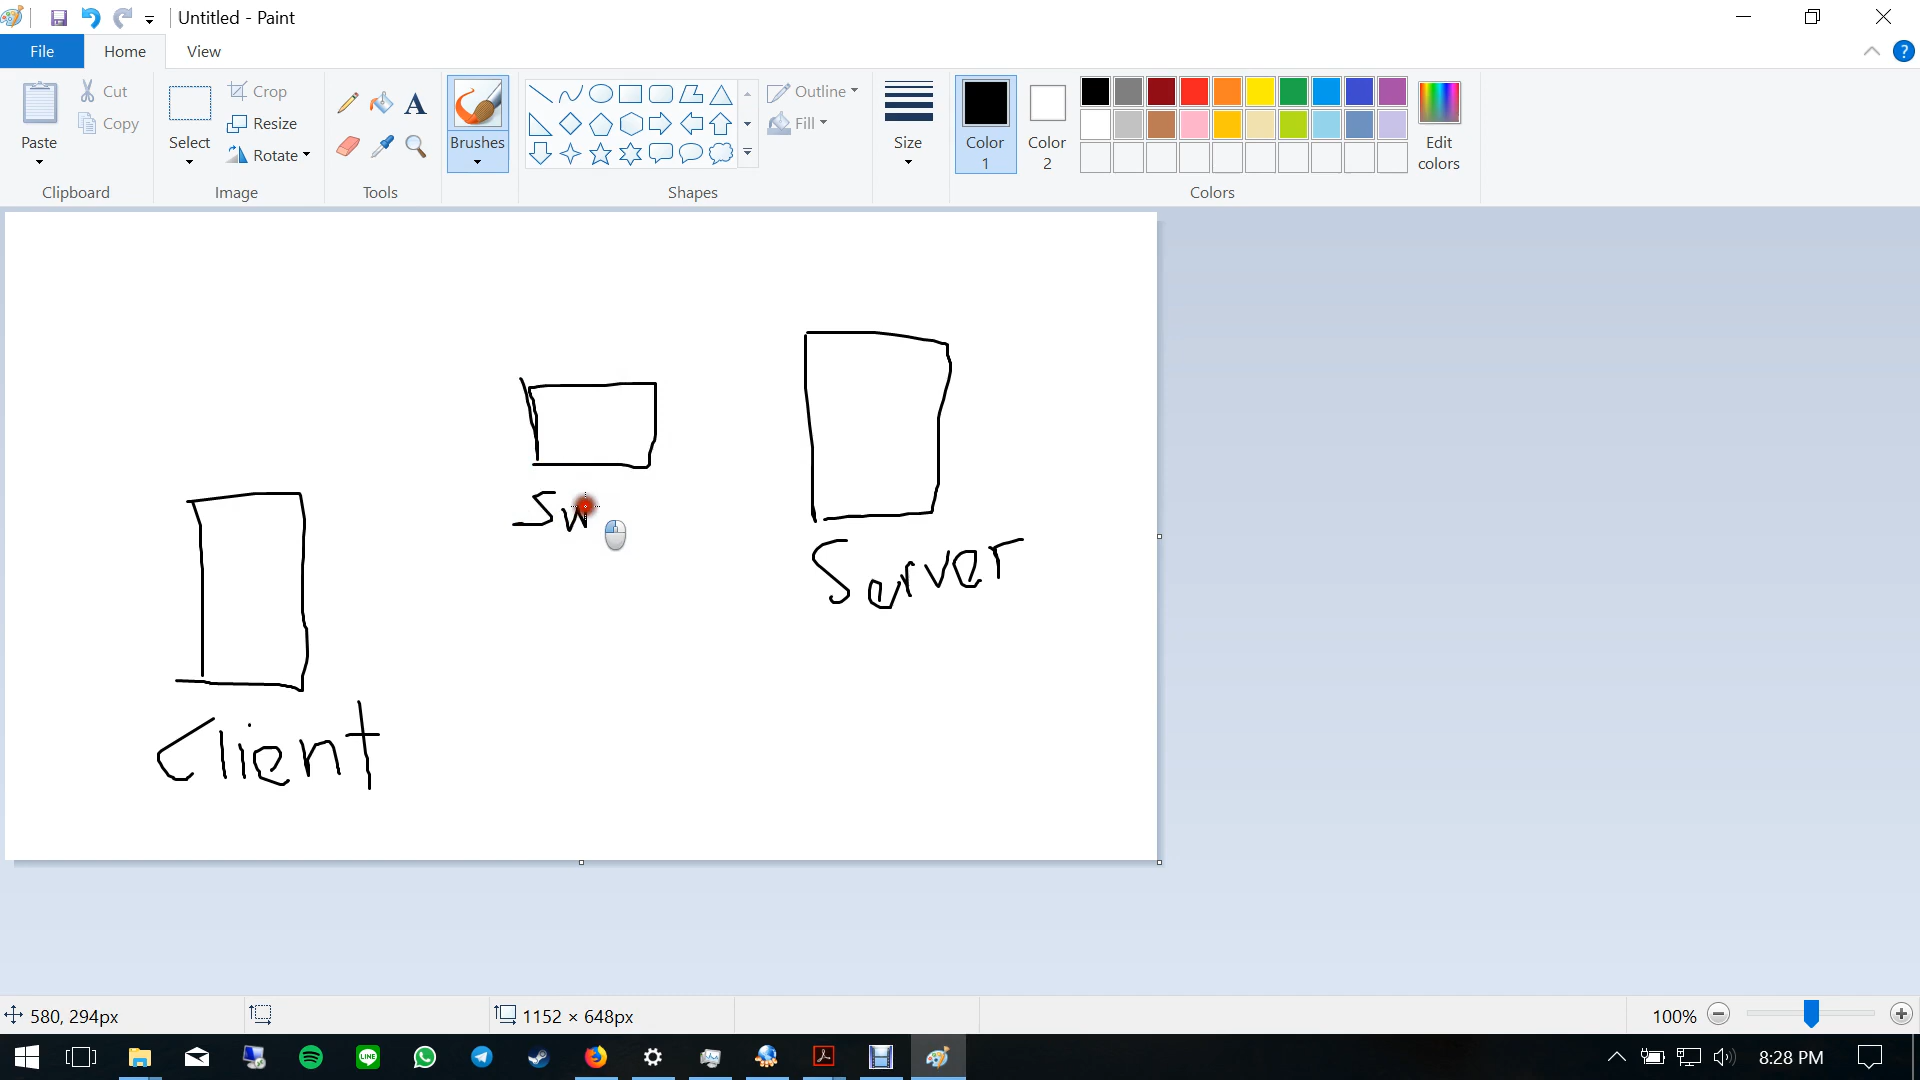 Untitled - Paint
File Home View
Paste
Cut
Copy
Clipboard
Select
Crop
Resize
Rotate
Image
Tools
Brushes
Shapes
Outline
Fill
Size
Color 1
Color 2
Edit colors
Colors
?
Sw
Server
Client
580, 294px
1152 × 648px
100%
LINE
8:28 PM